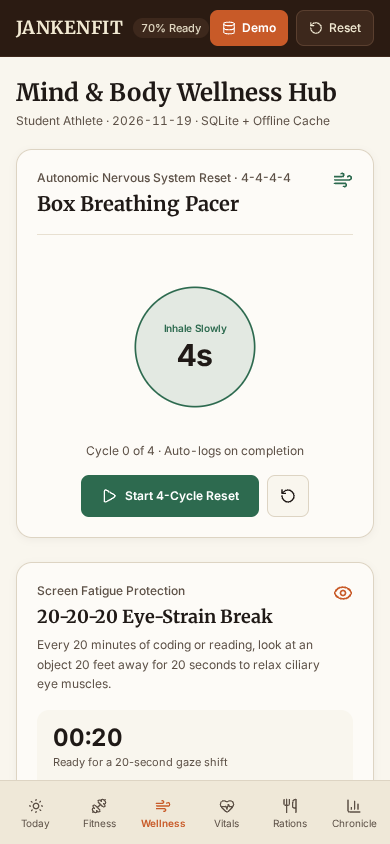 JANKENFIT
70% Ready
Demo
Reset
Mind & Body Wellness Hub
Student Athlete · 2026-11-19 · SQLite + Offline Cache
Autonomic Nervous System Reset · 4-4-4-4
Box Breathing Pacer
Inhale Slowly
4s
Cycle 0 of 4 · Auto-logs on completion
Start 4-Cycle Reset
Screen Fatigue Protection
20-20-20 Eye-Strain Break
Every 20 minutes of coding or reading, look at an
object 20 feet away for 20 seconds to relax ciliary
eye muscles.
00:20
Ready for a 20-second gaze shift
Today
Fitness
Wellness
Vitals
Rations
Chronicle